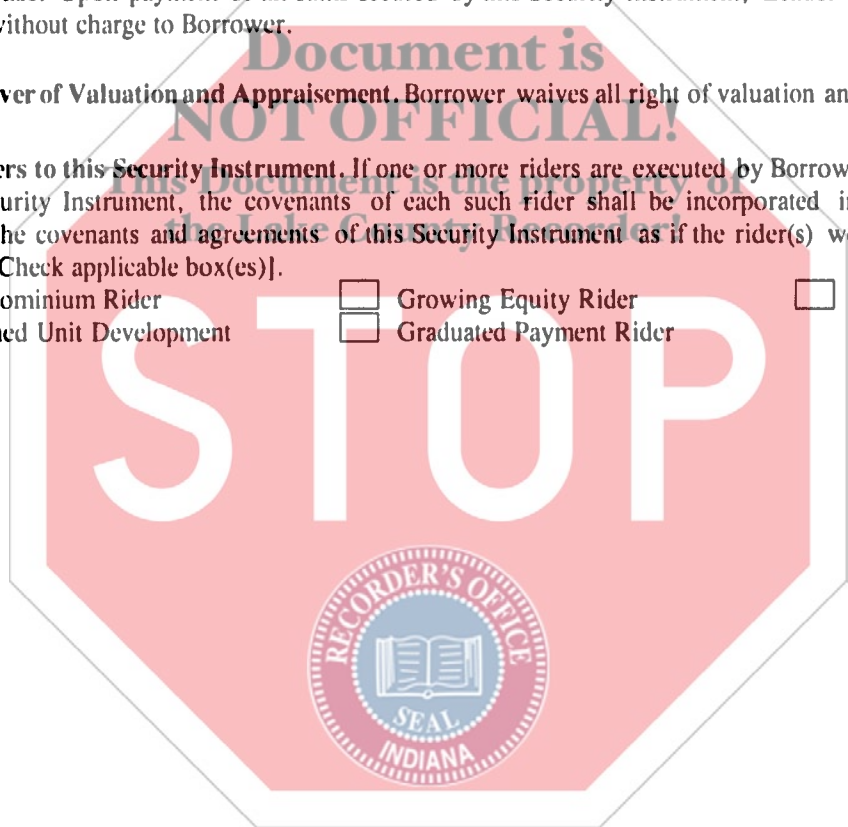 without charge to Borrower.
Document is
ver of Valuation and Appraisement. Borrower waives all right of valuation an
NOT OFFICIAL!
ers to this Security Instrument. If one or more riders are executed by Borrow
This Document is the property of
urity Instrument, the covenants of each such rider shall be incorporated i
the Lake County Recorder!
he covenants and agreements of this Security Instrument as if the rider(s) w
Check applicable box(es)].
ominium Rider Growing Equity Rider
ned Unit Development Graduated Payment Rider
STOP
RECORDER'S OFFICE
SEAL
INDIANA